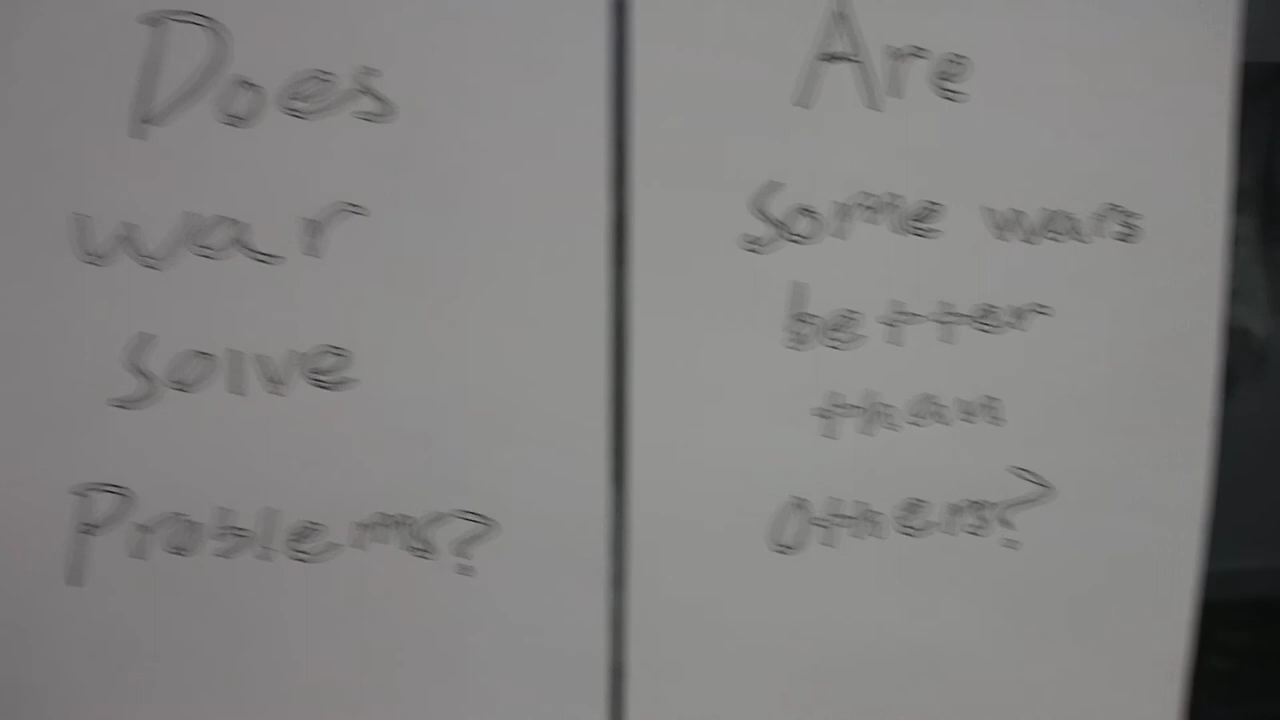 Does
war
solve
Problems?
Are
Some wars
better
than
others?